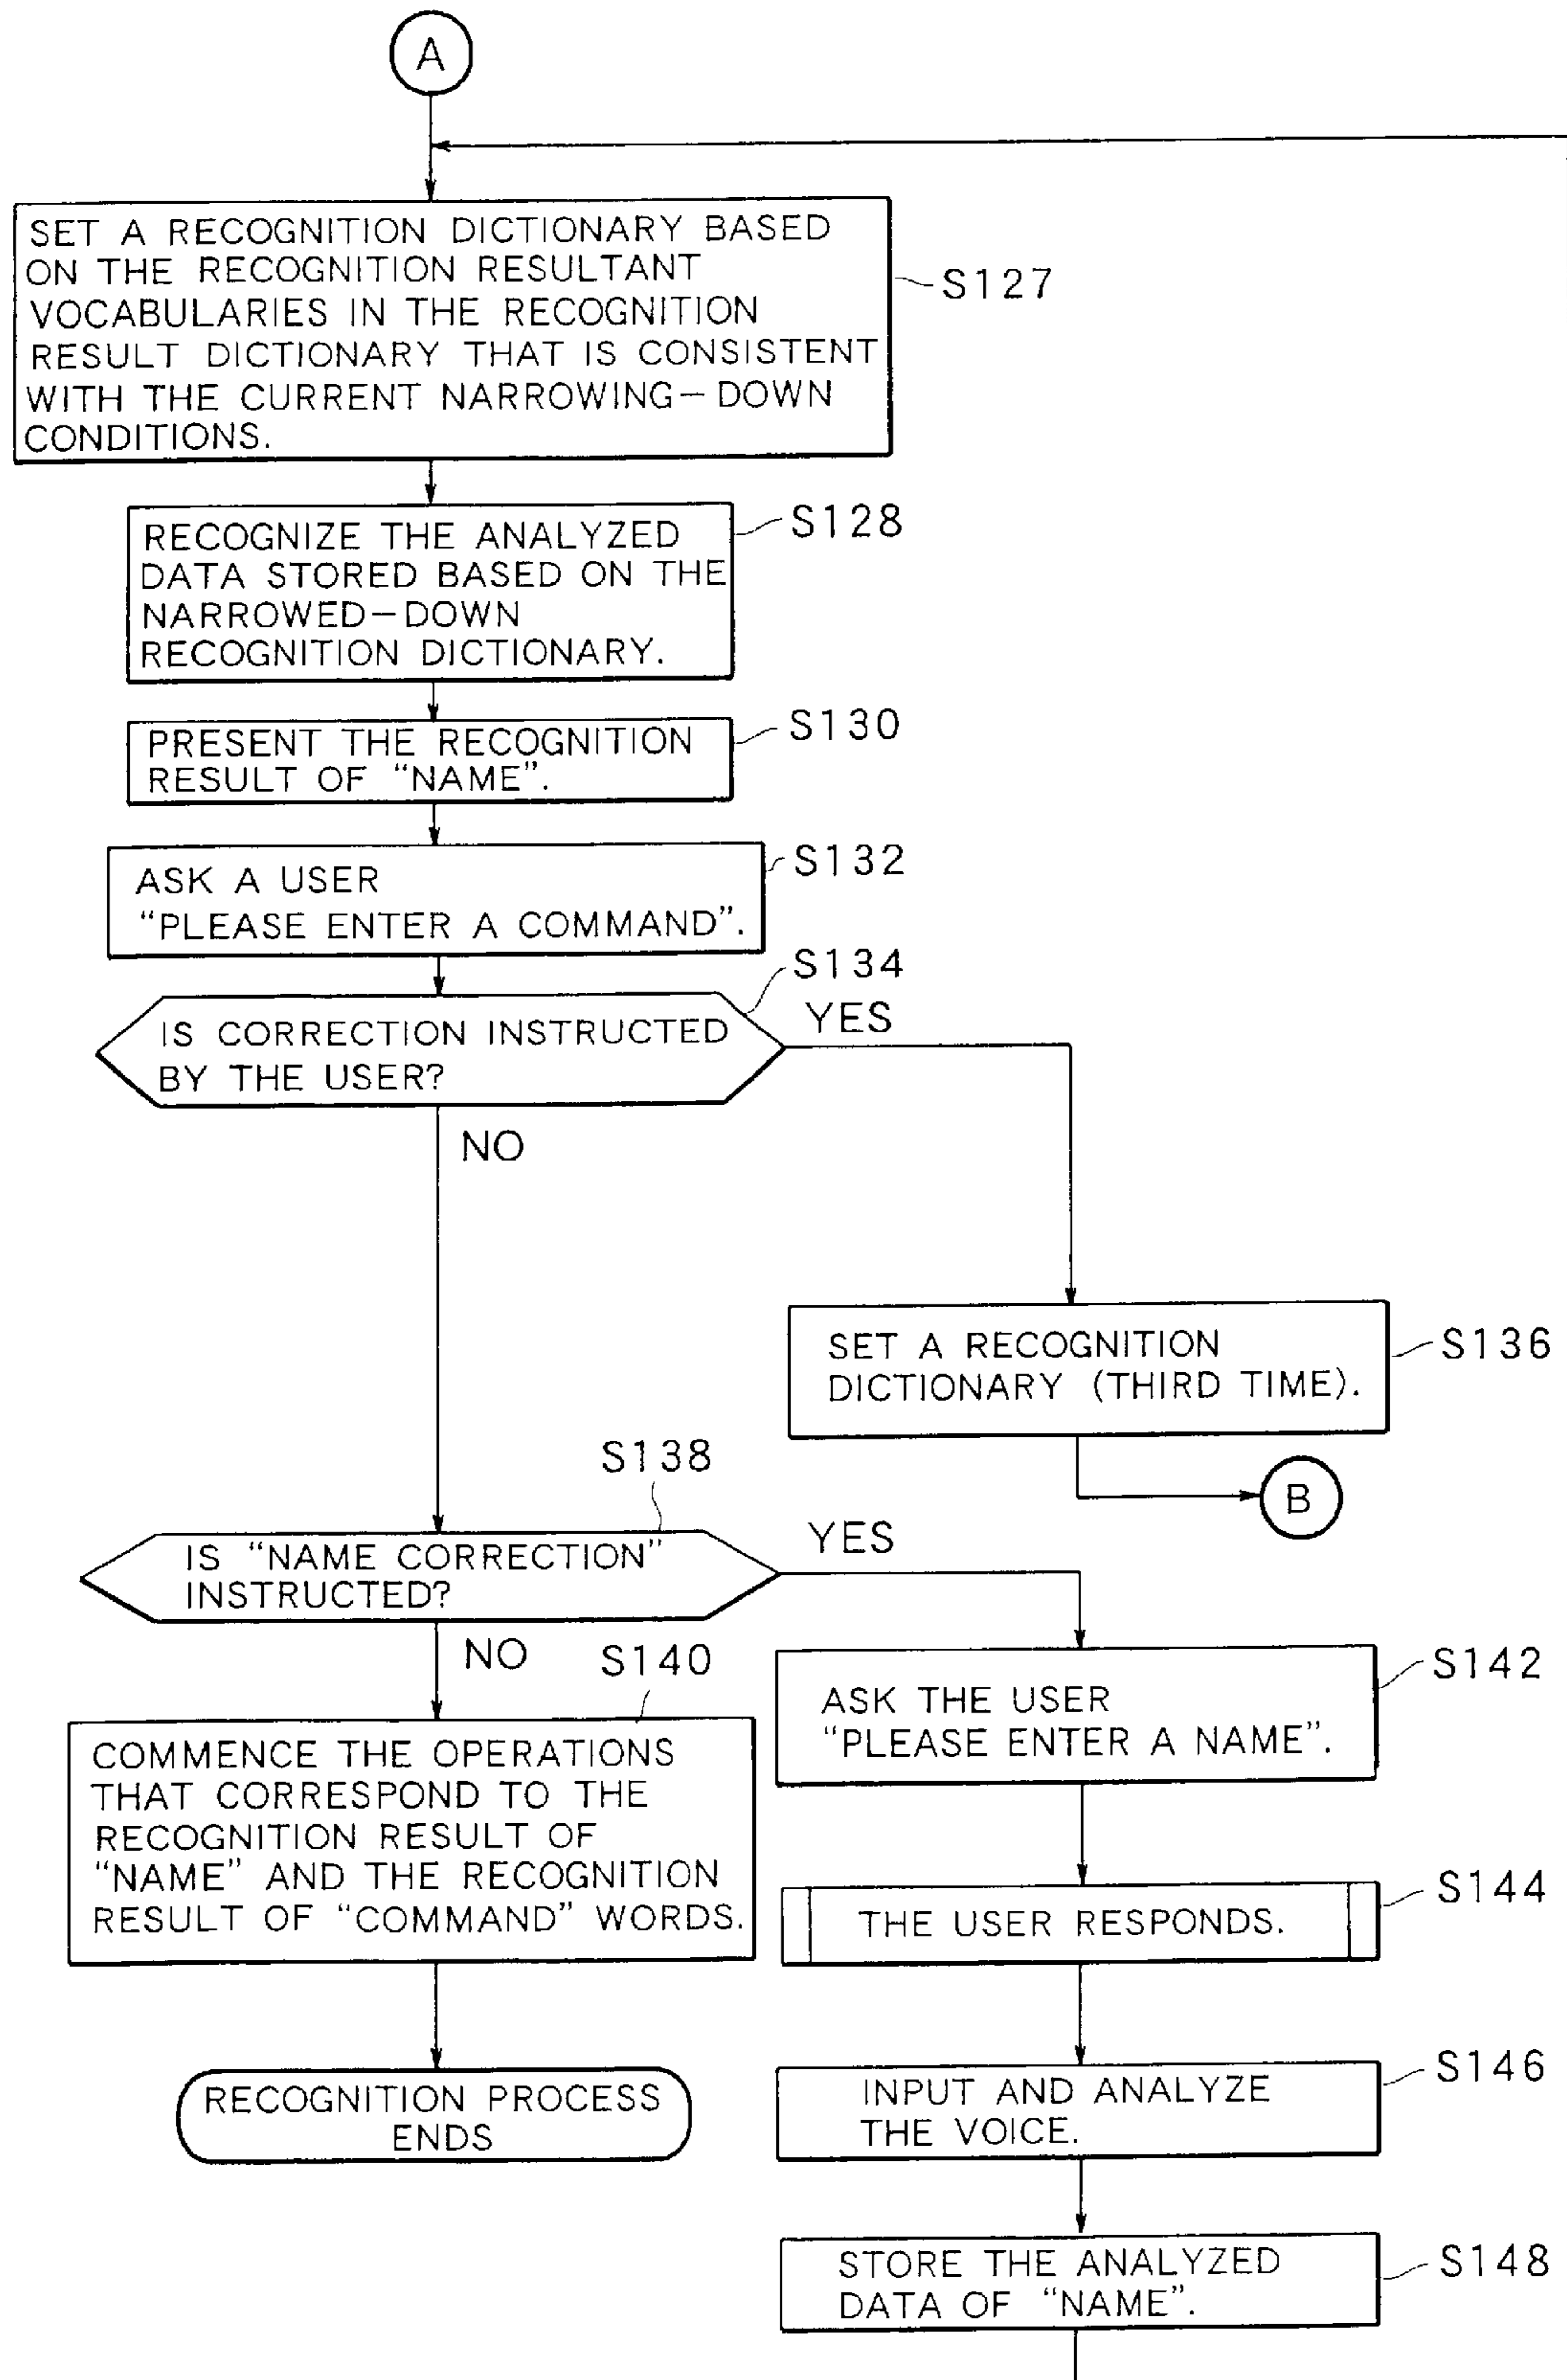 A
SET A RECOGNITION DICTIONARY BASED
ON THE RECOGNITION RESULTANT
VOCABULARIES IN THE RECOGNITION
RESULT DICTIONARY THAT IS CONSISTENT
WITH THE CURRENT NARROWING-DOWN
CONDITIONS.
S127
RECOGNIZE THE ANALYZED
DATA STORED BASED ON THE
NARROWED-DOWN
RECOGNITION DICTIONARY.
S128
PRESENT THE RECOGNITION
RESULT OF "NAME".
S130
ASK A USER
"PLEASE ENTER A COMMAND".
S132
S134
IS CORRECTION INSTRUCTED
BY THE USER?
YES
NO
SET A RECOGNITION
DICTIONARY (THIRD TIME).
S136
B
S138
IS "NAME CORRECTION"
INSTRUCTED?
YES
NO
S140
COMMENCE THE OPERATIONS
THAT CORRESPOND TO THE
RECOGNITION RESULT OF
"NAME" AND THE RECOGNITION
RESULT OF "COMMAND" WORDS.
RECOGNITION PROCESS
ENDS
ASK THE USER
"PLEASE ENTER A NAME".
S142
THE USER RESPONDS.
S144
INPUT AND ANALYZE
THE VOICE.
S146
STORE THE ANALYZED
DATA OF "NAME".
S148